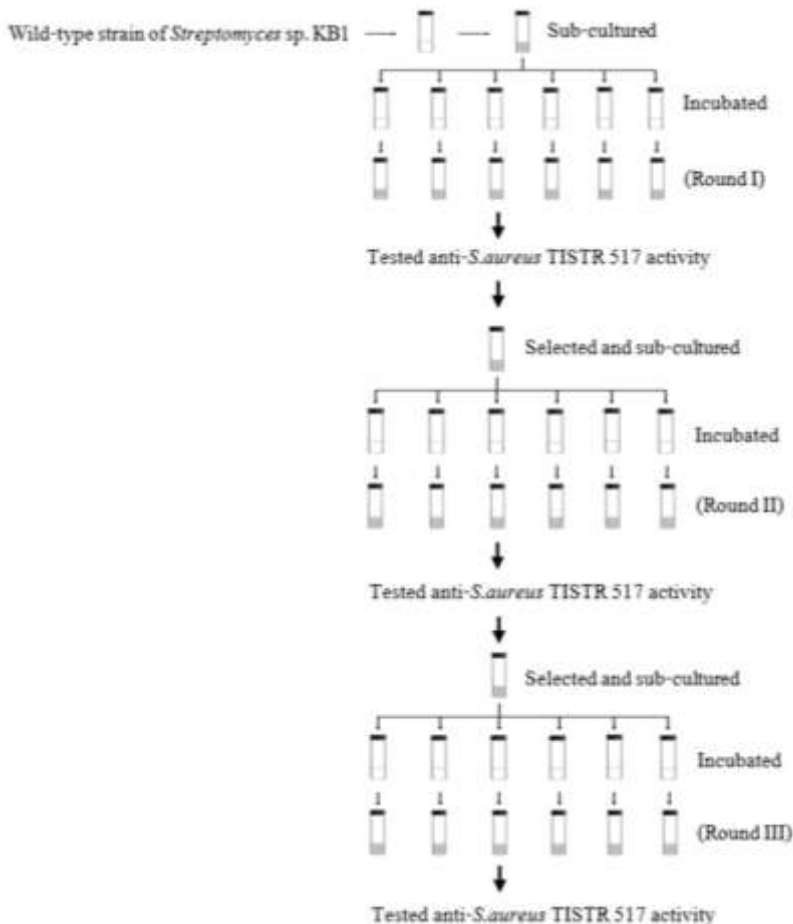 Wild-type strain of Streptomyces sp. KB1
Sub-cultured
Incubated
(Round I)
Tested anti-S.aureus TISTR 517 activity
Selected and sub-cultured
Incubated
(Round II)
Tested anti-S.aureus TISTR 517 activity
Selected and sub-cultured
Incubated
(Round III)
Tested anti-S.aureus TISTR 517 activity